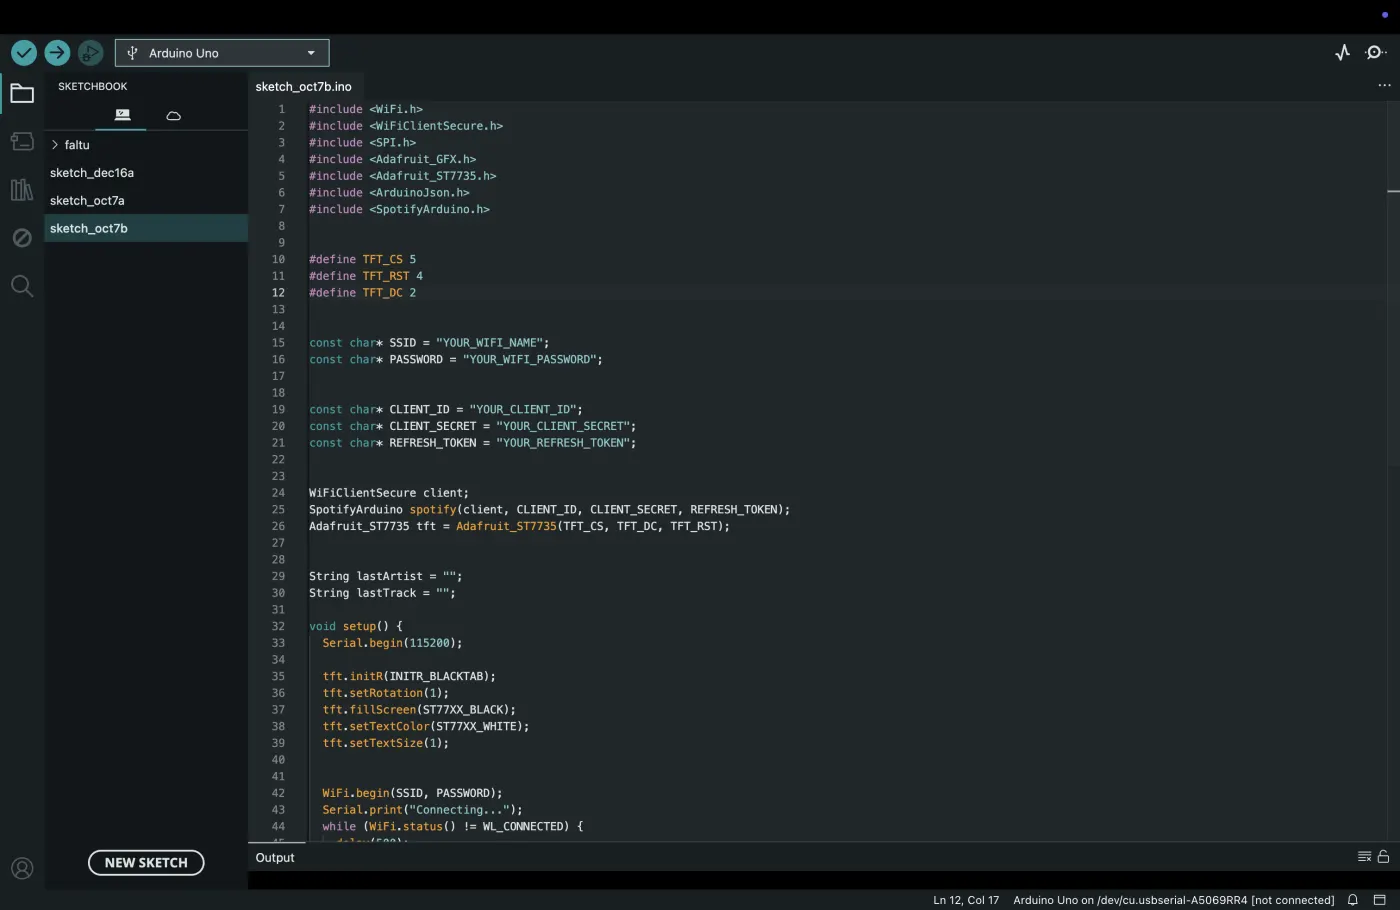 Arduino Uno
SKETCHBOOK
faltu
sketch_dec16a
sketch_oct7a
sketch_oct7b
NEW SKETCH
sketch_oct7b.ino
1 #include <WiFi.h>
2 #include <WiFiClientSecure.h>
3 #include <SPI.h>
4 #include <Adafruit_GFX.h>
5 #include <Adafruit_ST7735.h>
6 #include <ArduinoJson.h>
7 #include <SpotifyArduino.h>
8
9
10 #define TFT_CS 5
11 #define TFT_RST 4
12 #define TFT_DC 2
13
14
15 const char* SSID = "YOUR_WIFI_NAME";
16 const char* PASSWORD = "YOUR_WIFI_PASSWORD";
17
18
19 const char* CLIENT_ID = "YOUR_CLIENT_ID";
20 const char* CLIENT_SECRET = "YOUR_CLIENT_SECRET";
21 const char* REFRESH_TOKEN = "YOUR_REFRESH_TOKEN";
22
23
24 WiFiClientSecure client;
25 SpotifyArduino spotify(client, CLIENT_ID, CLIENT_SECRET, REFRESH_TOKEN);
26 Adafruit_ST7735 tft = Adafruit_ST7735(TFT_CS, TFT_DC, TFT_RST);
27
28
29 String lastArtist = "";
30 String lastTrack = "";
31
32 void setup() {
33 Serial.begin(115200);
34
35 tft.initR(INITR_BLACKTAB);
36 tft.setRotation(1);
37 tft.fillScreen(ST77XX_BLACK);
38 tft.setTextColor(ST77XX_WHITE);
39 tft.setTextSize(1);
40
41
42 WiFi.begin(SSID, PASSWORD);
43 Serial.print("Connecting...");
44 while (WiFi.status() != WL_CONNECTED) {
Output
Ln 12, Col 17 Arduino Uno on /dev/cu.usbserial-A5069RR4 [not connected]